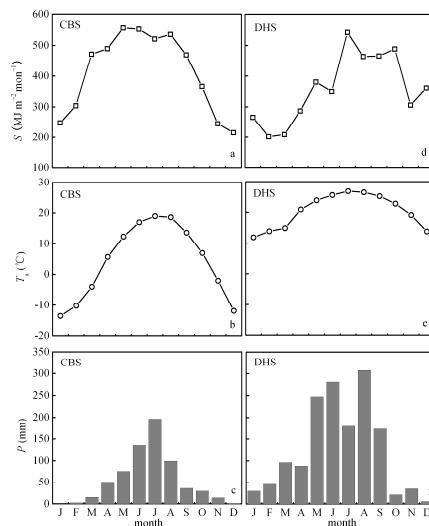 CBS
DHS
600
500
400
300
200
100
S (MJ m⁻² mon⁻¹)
a
d
CBS
DHS
30
20
10
0
-10
-20
Ta (℃)
b
e
CBS
DHS
350
300
250
200
150
100
50
0
P (mm)
c
J F M A M J J A S O N D
J F M A M J J A S O N D
month
month